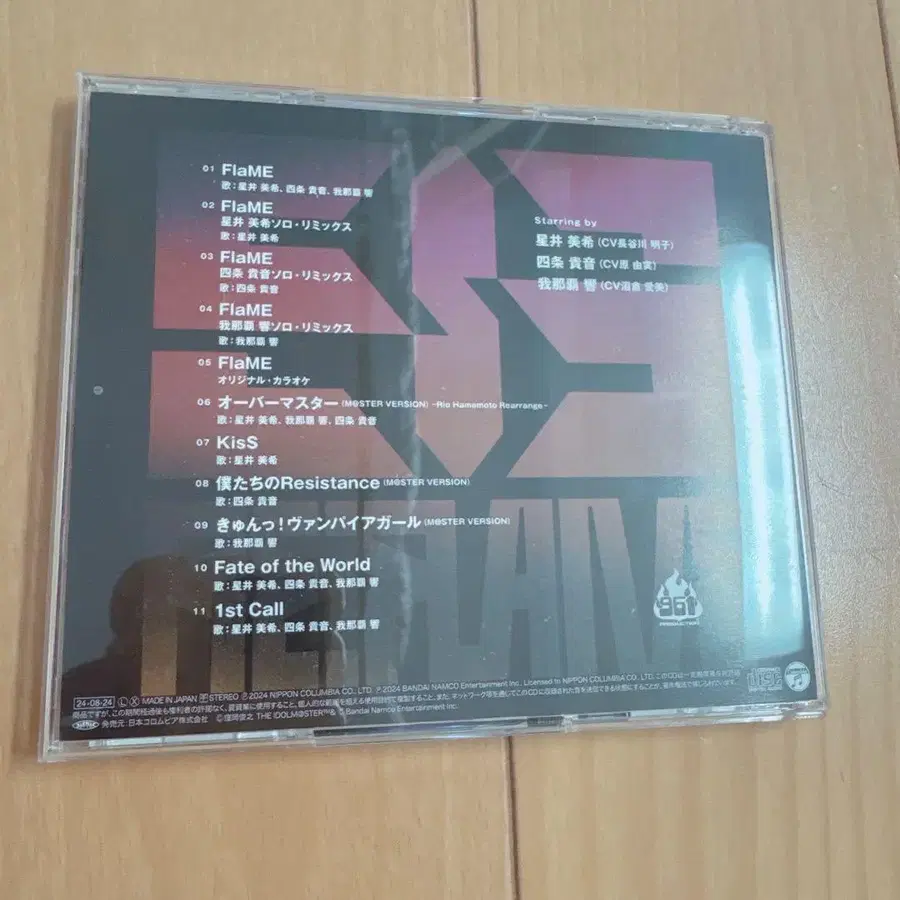 01 FlaME
歌：星井 美希、四条 貴音、我那覇 響
02 FlaME
星井 美希ソロ・リミックス
歌：星井 美希
03 FlaME
四条 貴音ソロ・リミックス
歌：四条 貴音
04 FlaME
我那覇 響ソロ・リミックス
歌：我那覇 響
05 FlaME
オリジナル・カラオケ
06 オーバーマスター (M@STER VERSION) -Rio Hamamoto Rearrange-
歌：星井 美希、我那覇 響、四条 貴音
07 KisS
歌：星井 美希
08 僕たちのResistance (M@STER VERSION)
歌：四条 貴音
09 きゅんっ！ヴァンパイアガール (M@STER VERSION)
歌：我那覇 響
10 Fate of the World
歌：星井 美希、四条 貴音、我那覇 響
11 1st Call
歌：星井 美希、四条 貴音、我那覇 響
Starring by
星井 美希 (CV長谷川 明子)
四条 貴音 (CV原 由実)
我那覇 響 (CV沼倉 愛美)
961
PRODUCTION
24-08-24 Ⓛ Ⓧ MADE IN JAPAN STEREO ℗2024 NIPPON COLUMBIA CO., LTD. ℗2024 BANDAI NAMCO Entertainment Inc. Licensed to NIPPON COLUMBIA CO., LTD.
発売元：日本コロムビア株式会社 ©窪岡俊之 THE IDOLM@STER™& ©Bandai Namco Entertainment Inc.